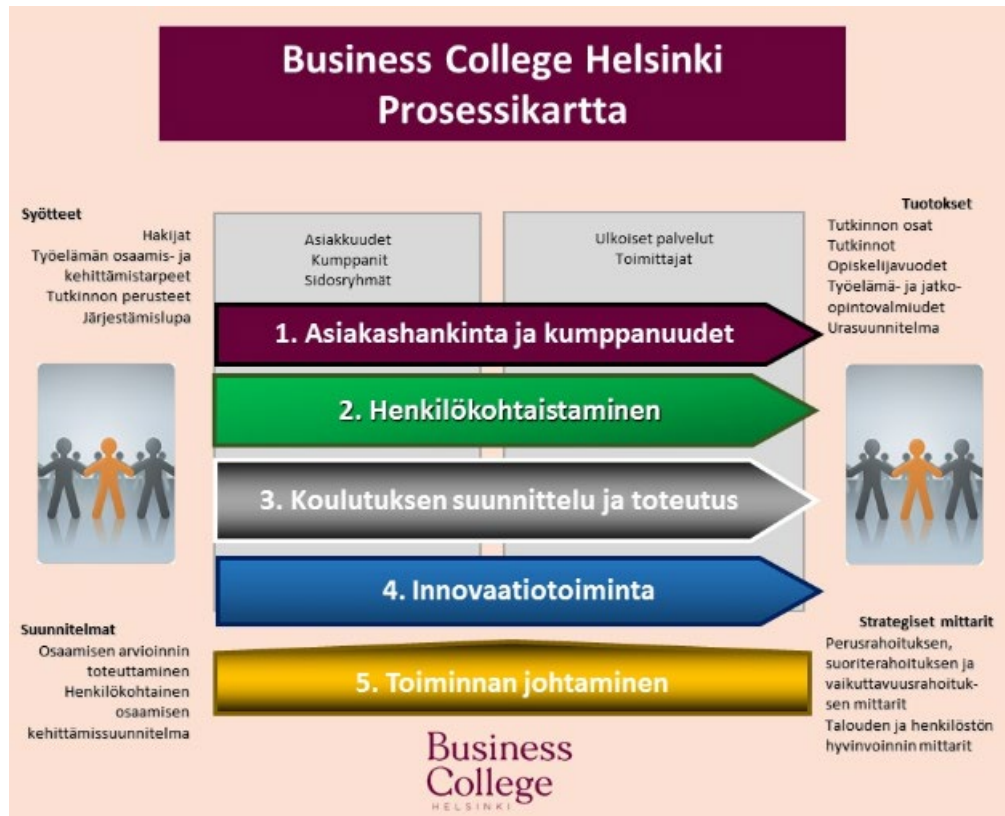 Business College Helsinki
Prosessikartta
Syötteet
Hakijat
Työelämän osaamis- ja
kehittämistarpeet
Tutkinnon perusteet
Järjestämislupa
Asiakkuudet
Kumppanit
Sidosryhmät
Ulkoiset palvelut
Toimittajat
Tuotokset
Tutkinnon osat
Tutkinnot
Opiskelijavuodet
Työelämä- ja jatko-
opintovalmiudet
Urasuunnitelma
1. Asiakashankinta ja kumppanuudet
2. Henkilökohtaistaminen
3. Koulutuksen suunnittelu ja toteutus
4. Innovaatiotoiminta
5. Toiminnan johtaminen
Suunnitelmat
Osaamisen arvioinnin
toteuttaminen
Henkilökohtainen
osaamisen
kehittämissuunnitelma
Strategiset mittarit
Perusrahoituksen,
suoriterahoituksen ja
vaikuttavuusrahoituk-
sen mittarit
Talouden ja henkilöstön
hyvinvoinnin mittarit
Business
College
HELSINKI